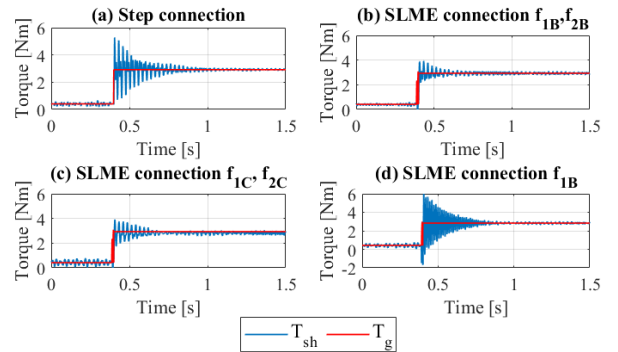 (a) Step connection
Torque [Nm]
6
4
2
0
0 0.5 1 1.5
Time [s]
(b) SLME connection f1B,f2B
Torque [Nm]
6
4
2
0
0 0.5 1 1.5
Time [s]
(c) SLME connection f1C, f2C
Torque [Nm]
6
4
2
0
0 0.5 1 1.5
Time [s]
(d) SLME connection f1B
Torque [Nm]
6
4
2
0
-2
0 0.5 1 1.5
Time [s]
Tsh Tg